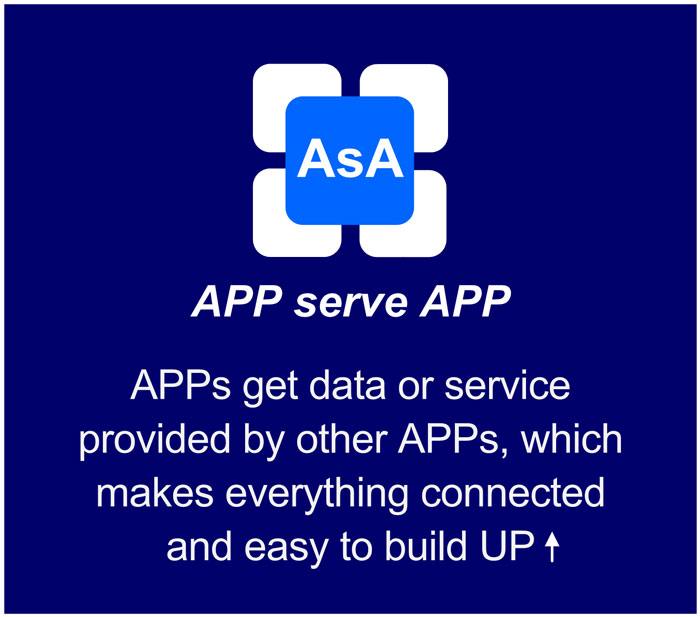 AsA
APP serve APP
APPs get data or service
provided by other APPs, which
makes everything connected
and easy to build UP↑